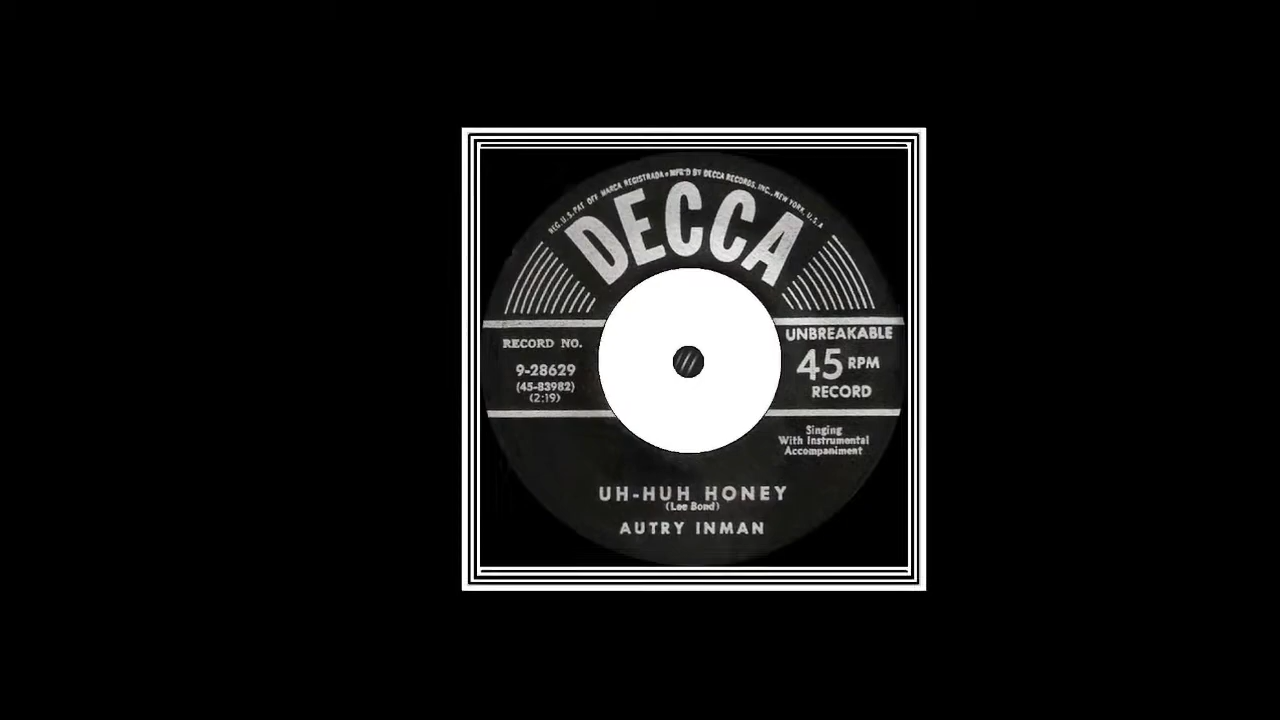 REG. U.S. PAT. OFF. MARCA REGISTRADA • MF'G'D BY DECCA RECORDS, INC., NEW YORK, U.S.A.
DECCA
RECORD NO.
9-28629
(45-83982)
(2:19)
UNBREAKABLE
45 RPM
RECORD
Singing
With Instrumental
Accompaniment
UH-HUH HONEY
(Lee Bond)
AUTRY INMAN